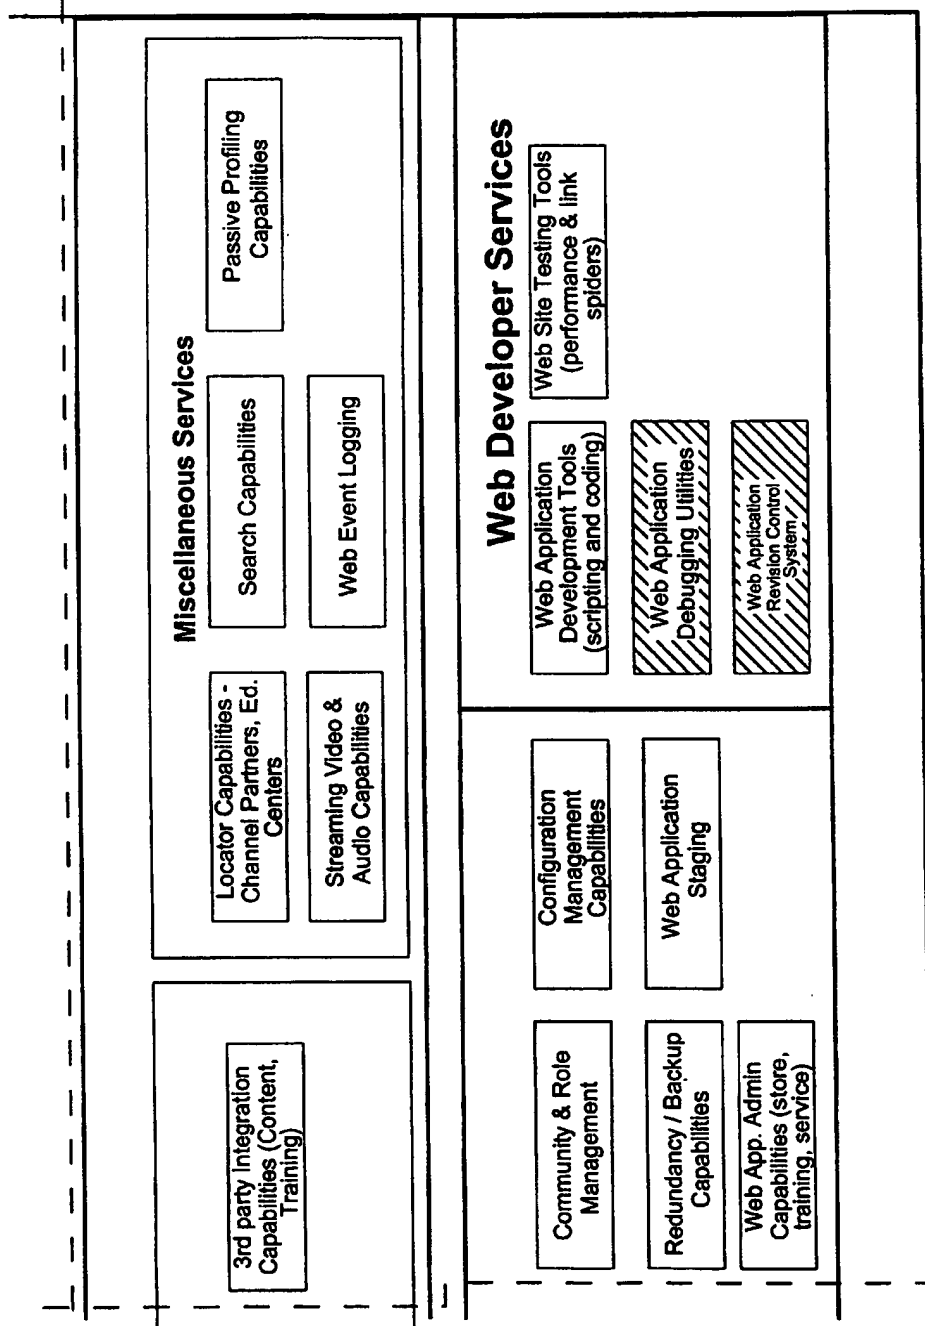 3rd party Integration
Capabilities (Content,
Training)
Miscellaneous Services
Locator Capabilities -
Channel Partners, Ed.
Centers
Search Capabilities
Passive Profiling
Capabilities
Streaming Video &
Audio Capabilities
Web Event Logging
Community & Role
Management
Configuration
Management
Capabilities
Redundancy / Backup
Capabilities
Web Application
Staging
Web App. Admin
Capabilities (store,
training, service)
Web Developer Services
Web Application
Development Tools
(scripting and coding)
Web Site Testing Tools
(performance & link
spiders)
Web Application
Debugging Utilities
Web Application
Revision Control
System